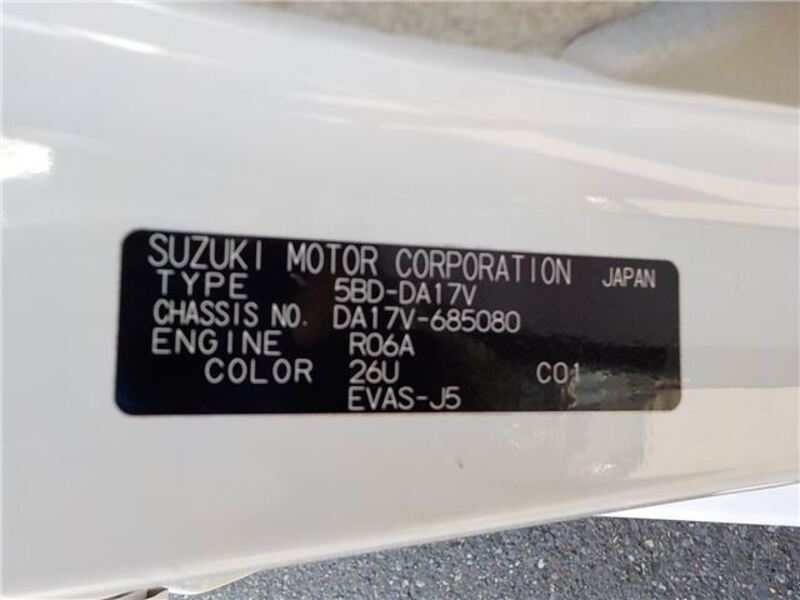 SUZUKI MOTOR CORPORATION JAPAN
TYPE 5BD-DA17V
CHASSIS NO. DA17V-685080
ENGINE R06A
COLOR 26U C01
EVAS-J5